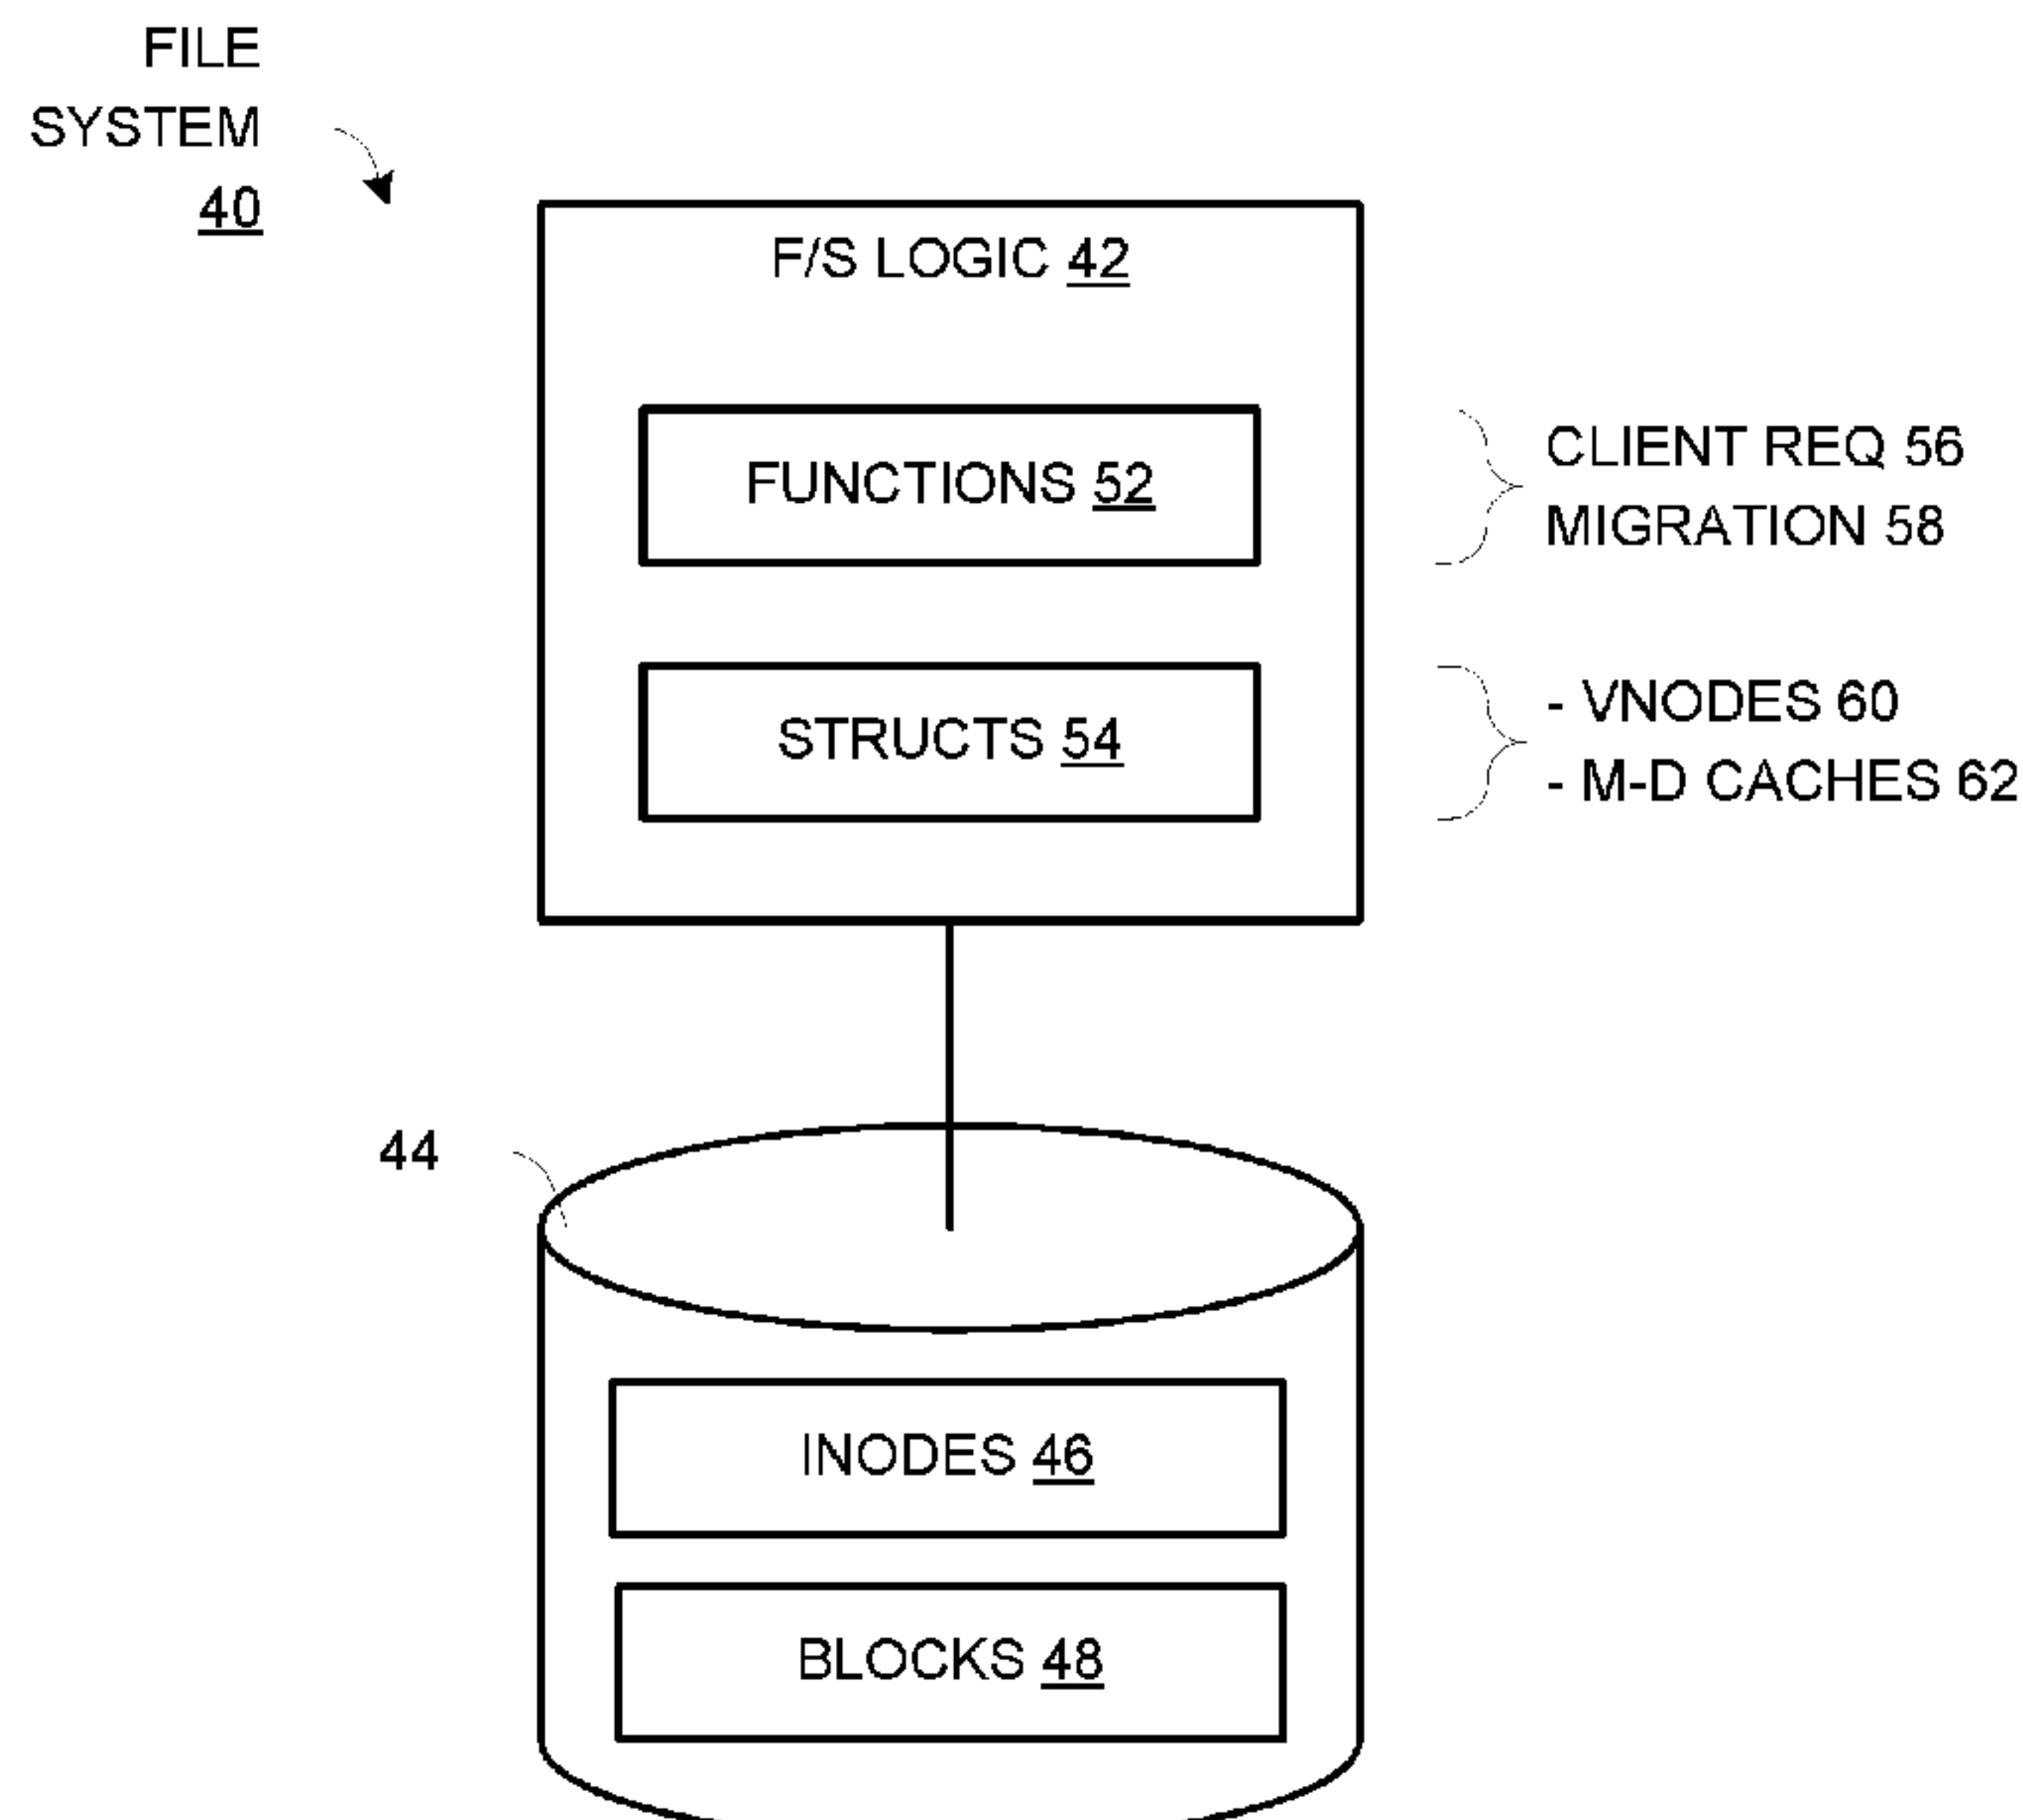 FILE
SYSTEM
40
F/S LOGIC 42
FUNCTIONS 52
CLIENT REQ 56
MIGRATION 58
STRUCTS 54
- VNODES 60
- M-D CACHES 62
44
INODES 46
BLOCKS 48